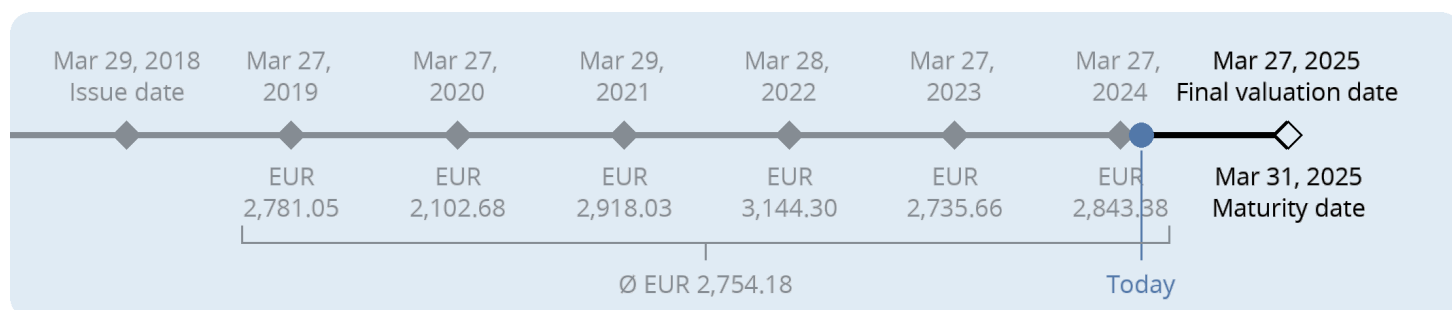 Mar 29, 2018
Issue date
Mar 27,
2019
Mar 27,
2020
Mar 29,
2021
Mar 28,
2022
Mar 27,
2023
Mar 27,
2024
Mar 27, 2025
Final valuation date
EUR
2,781.05
EUR
2,102.68
EUR
2,918.03
EUR
3,144.30
EUR
2,735.66
EUR
2,843.38
Mar 31, 2025
Maturity date
Ø EUR 2,754.18
Today